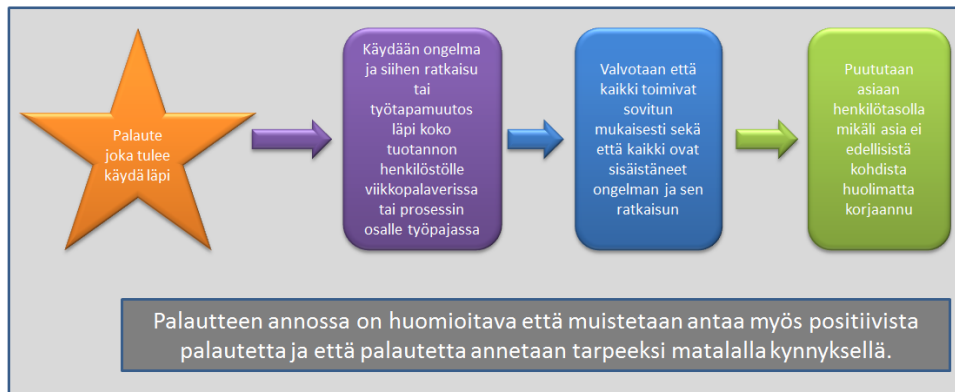 Palaute
joka tulee
käydä läpi
Käydään ongelma
ja siihen ratkaisu
tai
työtapamuutos
läpi koko
tuotannon
henkilöstölle
viikkopalaverissa
tai prosessin
osalle työpajassa
Valvotaan että
kaikki toimivat
sovitun
mukaisesti sekä
että kaikki ovat
sisäistäneet
ongelman ja sen
ratkaisun
Puututaan
asiaan
henkilötasolla
mikäli asia ei
edellisistä
kohdista
huolimatta
korjaannu
Palautteen annossa on huomioitava että muistetaan antaa myös positiivista
palautetta ja että palautetta annetaan tarpeeksi matalalla kynnyksellä.